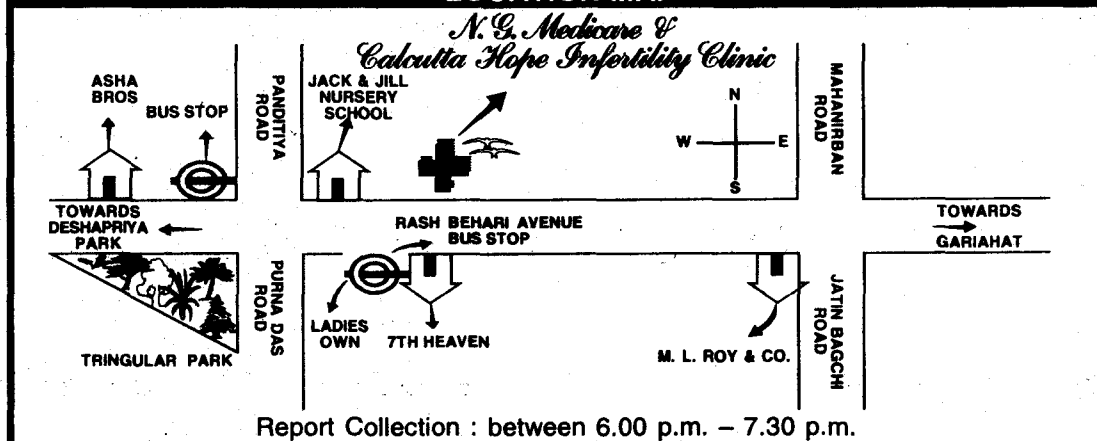 N. G. Medicare &
Calcutta Hope Infertility Clinic
ASHA
BROS
BUS STOP
PANDITIYA
ROAD
JACK & JILL
NURSERY
SCHOOL
N
W
E
S
MAHANIRBAN
ROAD
TOWARDS
DESHAPRIYA
PARK
RASH BEHARI AVENUE
BUS STOP
TOWARDS
GARIAHAT
PURNA DAS
ROAD
LADIES
OWN
7TH HEAVEN
M. L. ROY & CO.
JATIN BAGCHI
ROAD
TRINGULAR PARK
Report Collection : between 6.00 p.m. – 7.30 p.m.